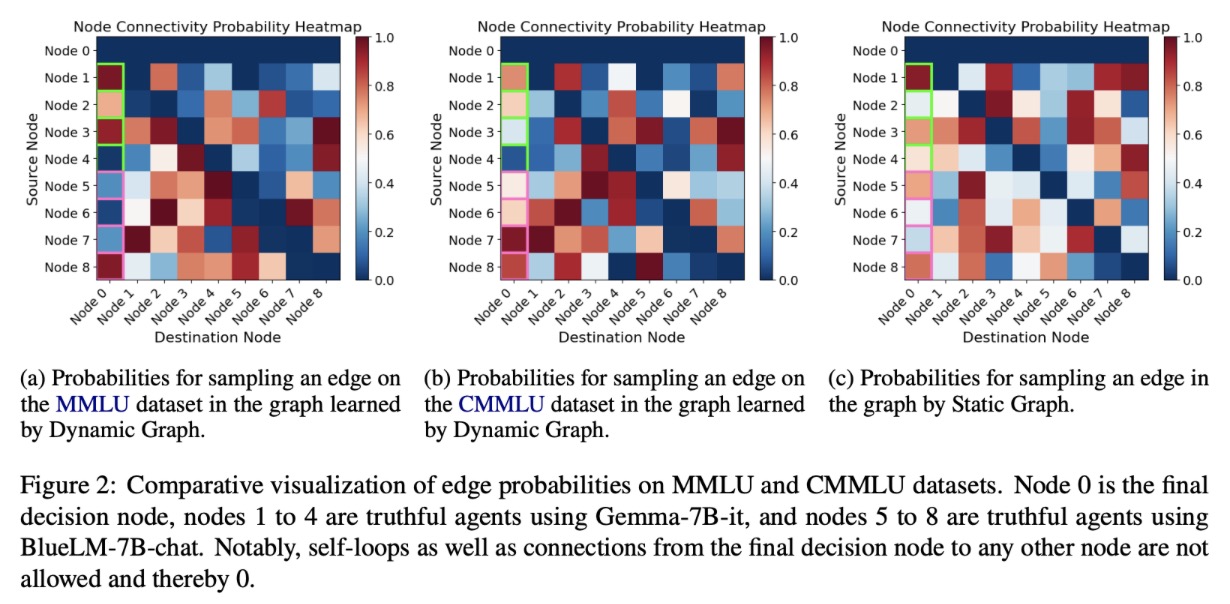 Node Connectivity Probability Heatmap
Node 0
Node 1
Node 2
Node 3
Node 4
Node 5
Node 6
Node 7
Node 8
Source Node
Node 0
Node 1
Node 2
Node 3
Node 4
Node 5
Node 6
Node 7
Node 8
Destination Node
1.0
0.8
0.6
0.4
0.2
0.0
Node Connectivity Probability Heatmap
Node 0
Node 1
Node 2
Node 3
Node 4
Node 5
Node 6
Node 7
Node 8
Source Node
Node 0
Node 1
Node 2
Node 3
Node 4
Node 5
Node 6
Node 7
Node 8
Destination Node
1.0
0.8
0.6
0.4
0.2
0.0
Node Connectivity Probability Heatmap
Node 0
Node 1
Node 2
Node 3
Node 4
Node 5
Node 6
Node 7
Node 8
Source Node
Node 0
Node 1
Node 2
Node 3
Node 4
Node 5
Node 6
Node 7
Node 8
Destination Node
1.0
0.8
0.6
0.4
0.2
0.0
(a) Probabilities for sampling an edge on
the MMLU dataset in the graph learned
by Dynamic Graph.
(b) Probabilities for sampling an edge on
the CMMLU dataset in the graph learned
by Dynamic Graph.
(c) Probabilities for sampling an edge in
the graph by Static Graph.
Figure 2: Comparative visualization of edge probabilities on MMLU and CMMLU datasets. Node 0 is the final
decision node, nodes 1 to 4 are truthful agents using Gemma-7B-it, and nodes 5 to 8 are truthful agents using
BlueLM-7B-chat. Notably, self-loops as well as connections from the final decision node to any other node are not
allowed and thereby 0.